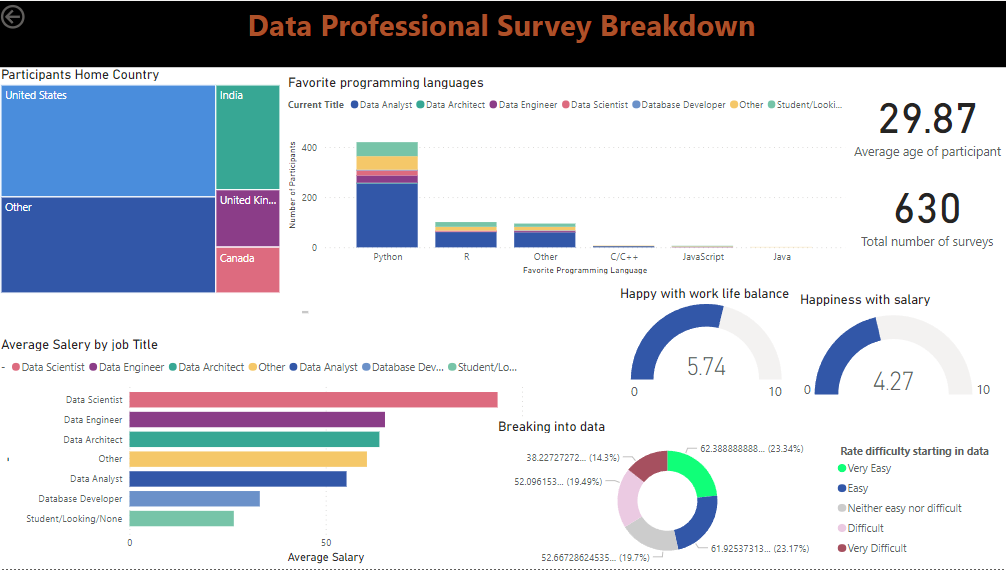 Data Professional Survey Breakdown
Participants Home Country
United States
India
Other
United Kin...
Canada
Favorite programming languages
Current Title Data Analyst Data Architect Data Engineer Data Scientist Database Developer Other Student/Looki...
Number of Participants
400
200
0
Python R Other C/C++ JavaScript Java
Favorite Programming Language
29.87
Average age of participant
630
Total number of surveys
Happy with work life balance
5.74
0 10
Happiness with salary
4.27
0 10
Average Salery by job Title
Data Scientist Data Engineer Data Architect Other Data Analyst Database Dev... Student/Lo...
Data Scientist
Data Engineer
Data Architect
Other
Data Analyst
Database Developer
Student/Looking/None
0 50
Average Salary
Breaking into data
62.388888888... (23.34%)
38.22727272... (14.3%)
52.096153... (19.49%)
52.66728624535... (19.7%)
61.92537313... (23.17%)
Rate difficulty starting in data
Very Easy
Easy
Neither easy nor difficult
Difficult
Very Difficult